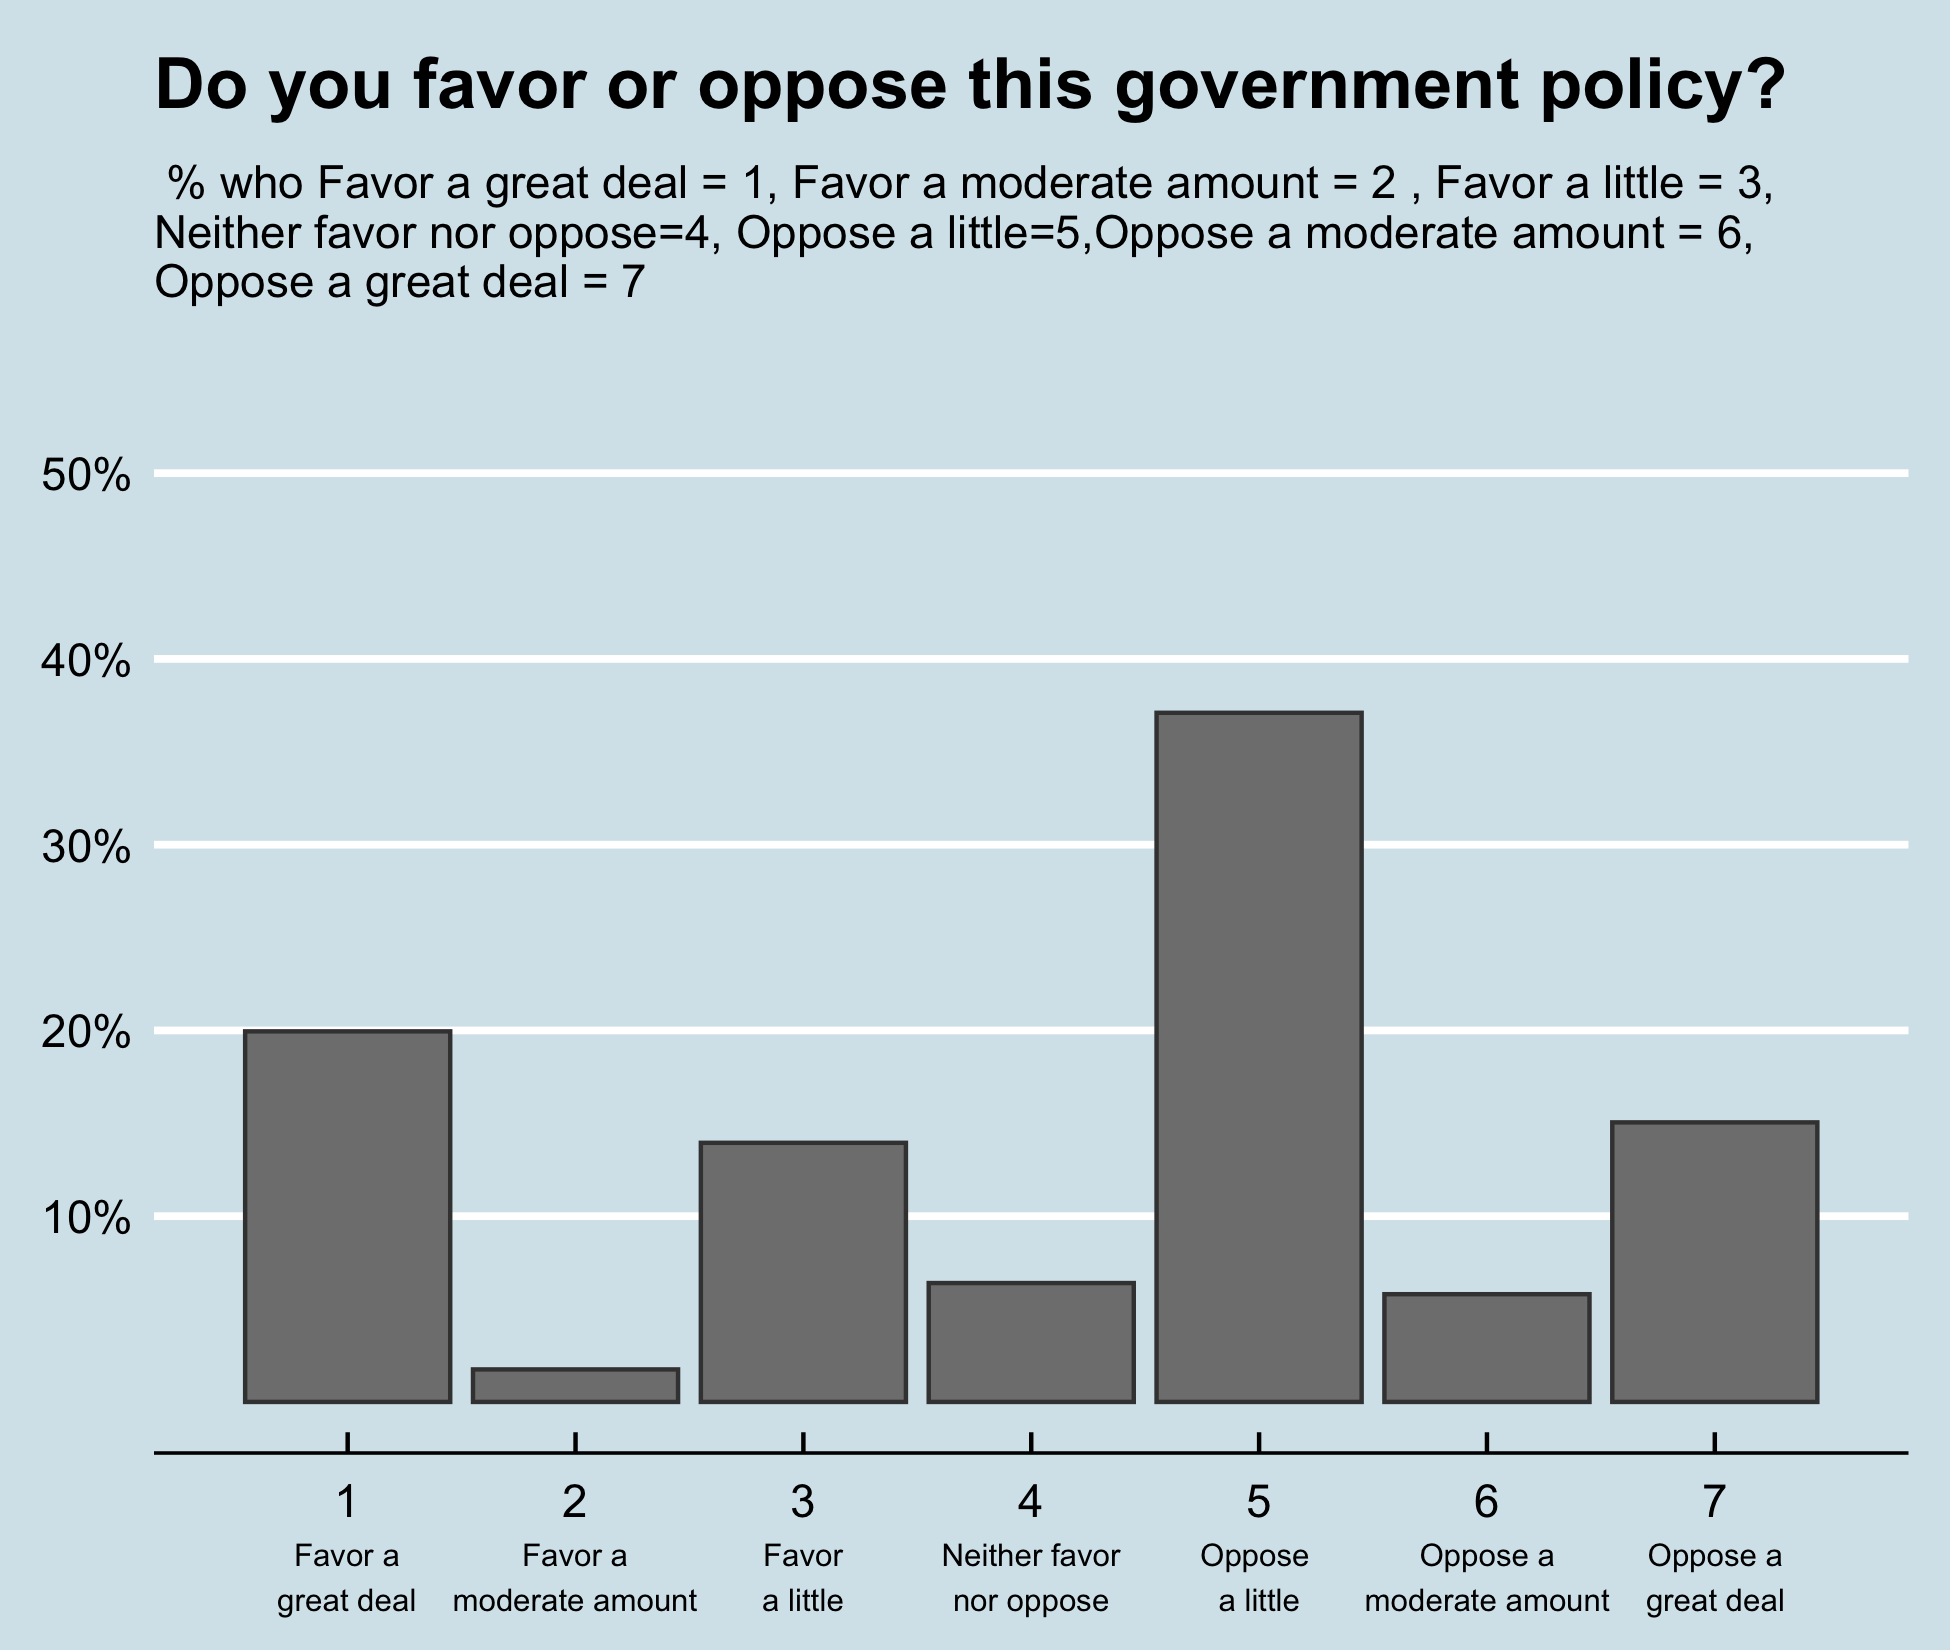 Do you favor or oppose this government policy?
% who Favor a great deal = 1, Favor a moderate amount = 2 , Favor a little = 3,
Neither favor nor oppose=4, Oppose a little=5,Oppose a moderate amount = 6,
Oppose a great deal = 7
50%
40%
30%
20%
10%
1 2 3 4 5 6 7
Favor a Favor a Favor Neither favor Oppose Oppose a Oppose a
great deal moderate amount a little nor oppose a little moderate amount great deal